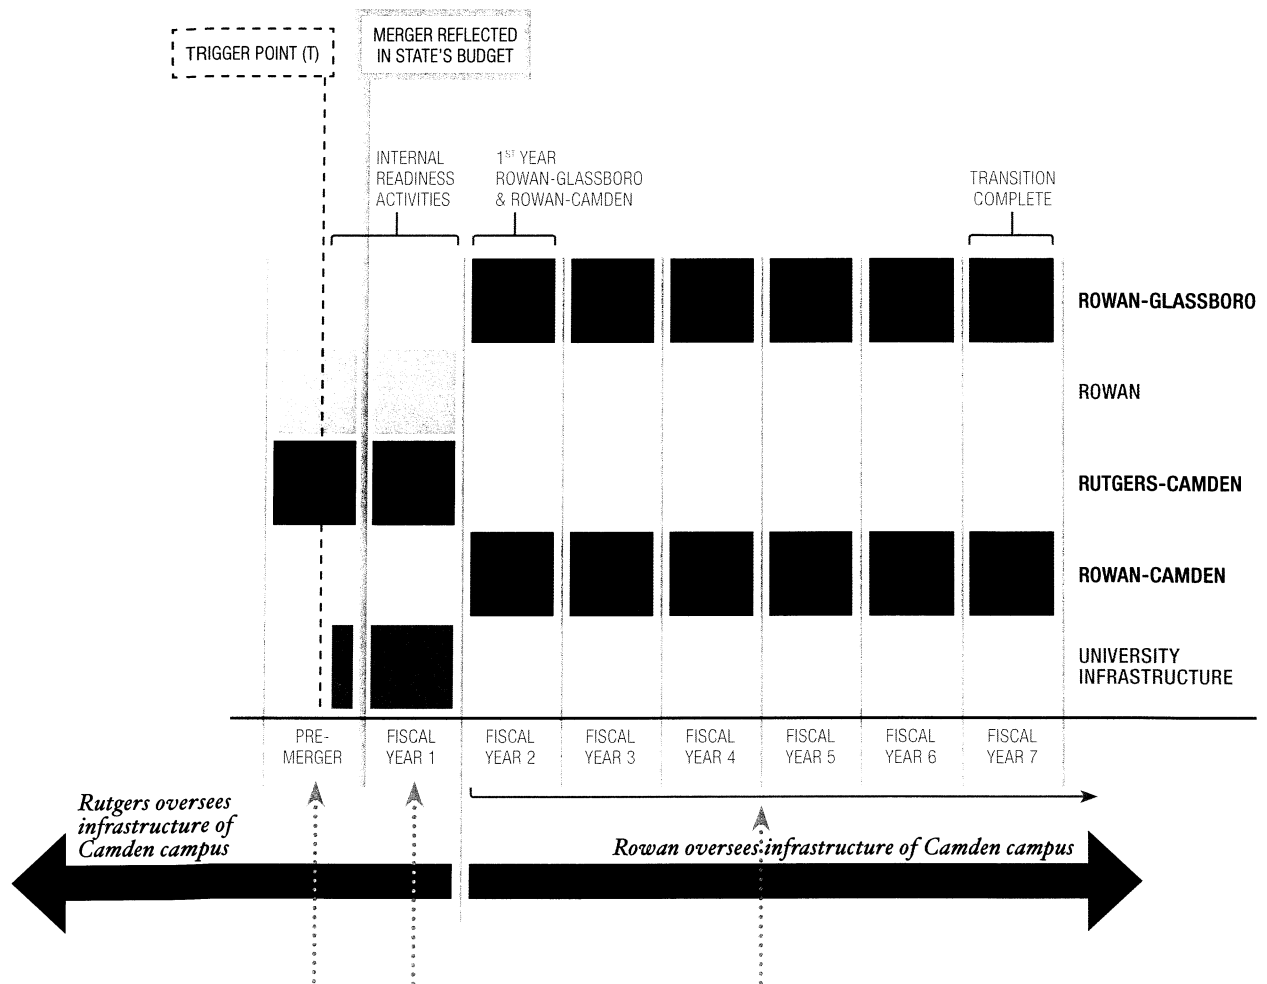 TRIGGER POINT (T)
MERGER REFLECTED
IN STATE'S BUDGET
INTERNAL
READINESS
ACTIVITIES
1ST YEAR
ROWAN-GLASSBORO
& ROWAN-CAMDEN
TRANSITION
COMPLETE
ROWAN-GLASSBORO
ROWAN
RUTGERS-CAMDEN
ROWAN-CAMDEN
UNIVERSITY
INFRASTRUCTURE
PRE-
MERGER
FISCAL
YEAR 1
FISCAL
YEAR 2
FISCAL
YEAR 3
FISCAL
YEAR 4
FISCAL
YEAR 5
FISCAL
YEAR 6
FISCAL
YEAR 7
Rutgers oversees
infrastructure of
Camden campus
Rowan oversees infrastructure of Camden campus